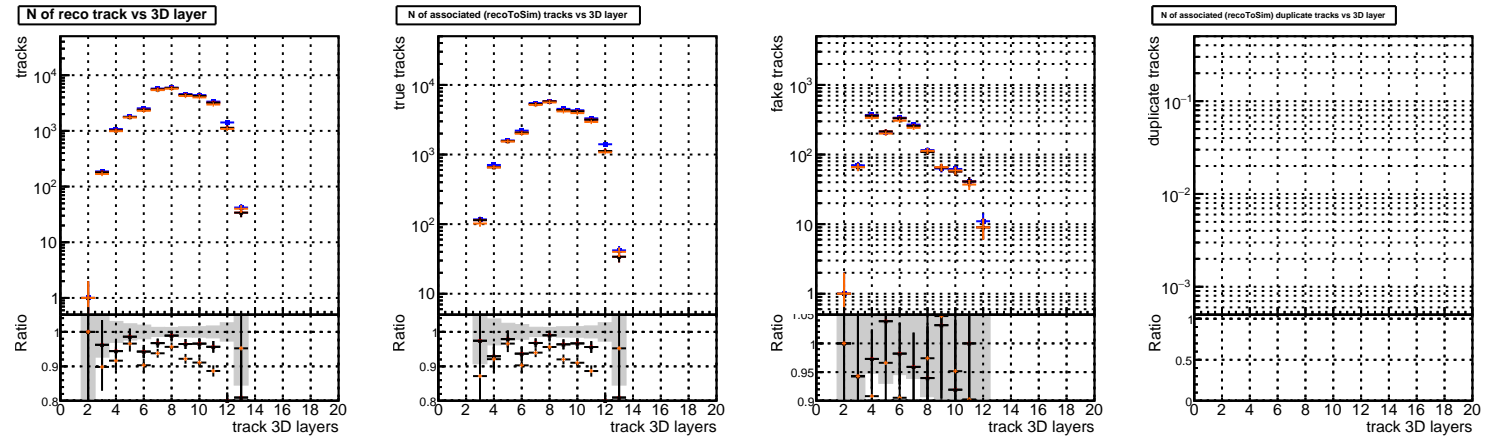 N of reco track vs 3D layer
tracks
10^4
10^3
10^2
10
1
Ratio
1
0.9
0.8
0 2 4 6 8 10 12 14 16 18 20
track 3D layers
N of associated (recoToSim) tracks vs 3D layer
true tracks
10^4
10^3
10^2
10
Ratio
1
0.9
0.8
0 2 4 6 8 10 12 14 16 18 20
track 3D layers
fake tracks
10^3
10^2
10
1
Ratio
1.05
1
0.95
0.9
0 2 4 6 8 10 12 14 16 18 20
track 3D layers
N of associated (recoToSim) duplicate tracks vs 3D layer
duplicate tracks
10^−1
10^−2
10^−3
Ratio
1
0.5
0
0 2 4 6 8 10 12 14 16 18 20
track 3D layers